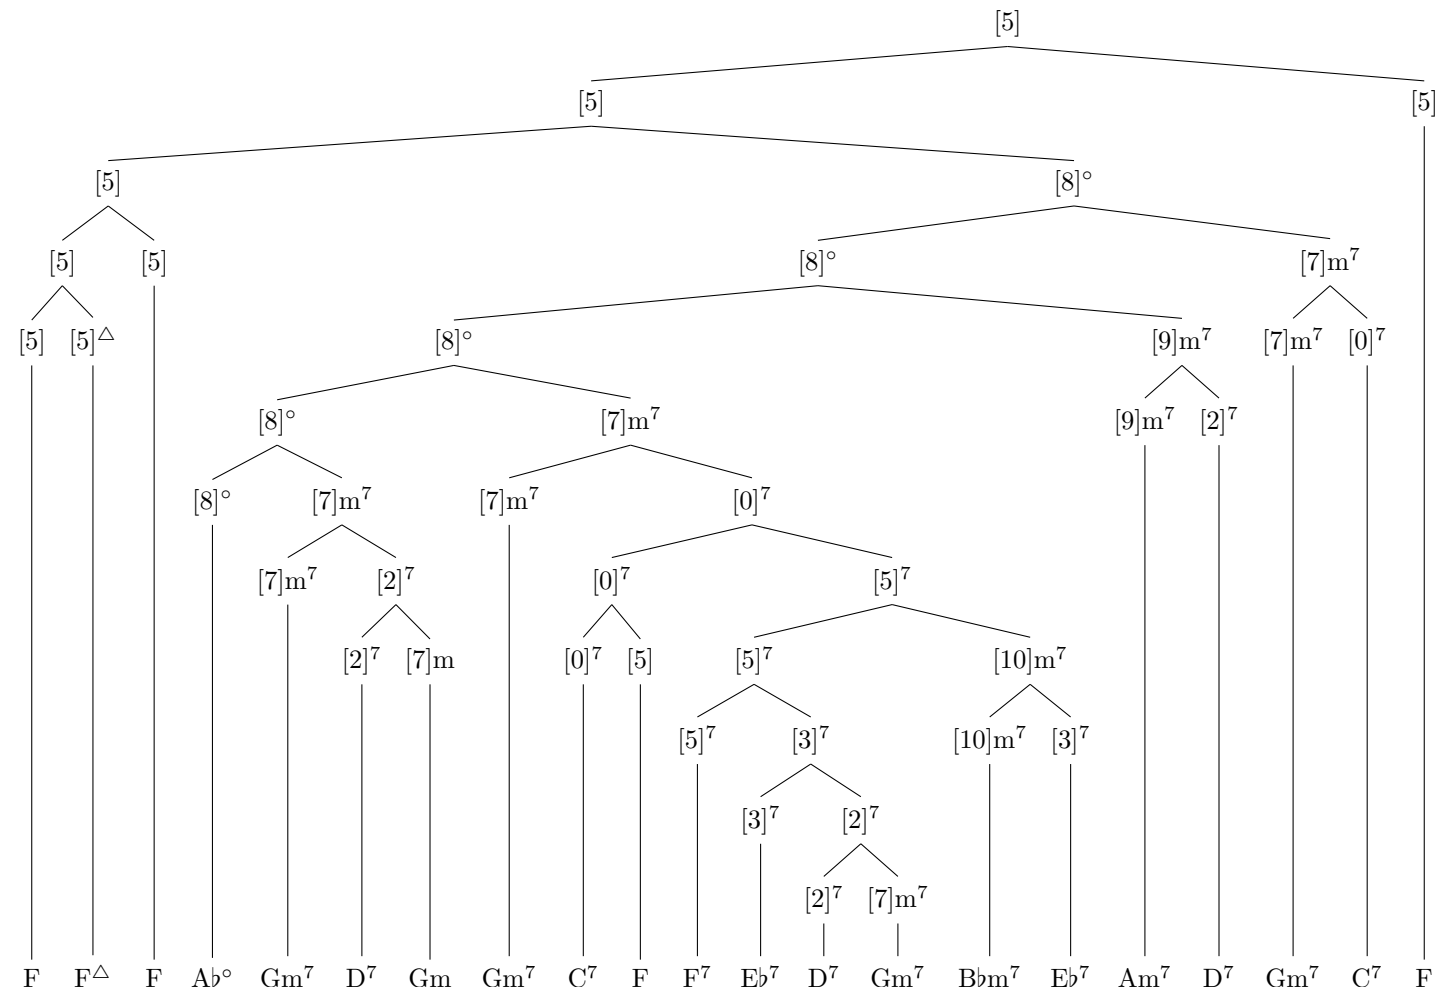 [5]
[5] [5]
[5] [8]°
[5] [5] [8]° [7]m⁷
[5] [5]△ [8]° [9]m⁷ [7]m⁷ [0]⁷
[8]° [7]m⁷ [9]m⁷ [2]⁷
[8]° [7]m⁷ [7]m⁷ [0]⁷
[7]m⁷ [2]⁷ [0]⁷ [5]⁷
[2]⁷ [7]m [0]⁷ [5] [5]⁷ [10]m⁷
[5]⁷ [3]⁷ [10]m⁷ [3]⁷
[3]⁷ [2]⁷
[2]⁷ [7]m⁷
F F△ F A♭° Gm⁷ D⁷ Gm Gm⁷ C⁷ F F⁷ E♭⁷ D⁷ Gm⁷ B♭m⁷ E♭⁷ Am⁷ D⁷ Gm⁷ C⁷ F